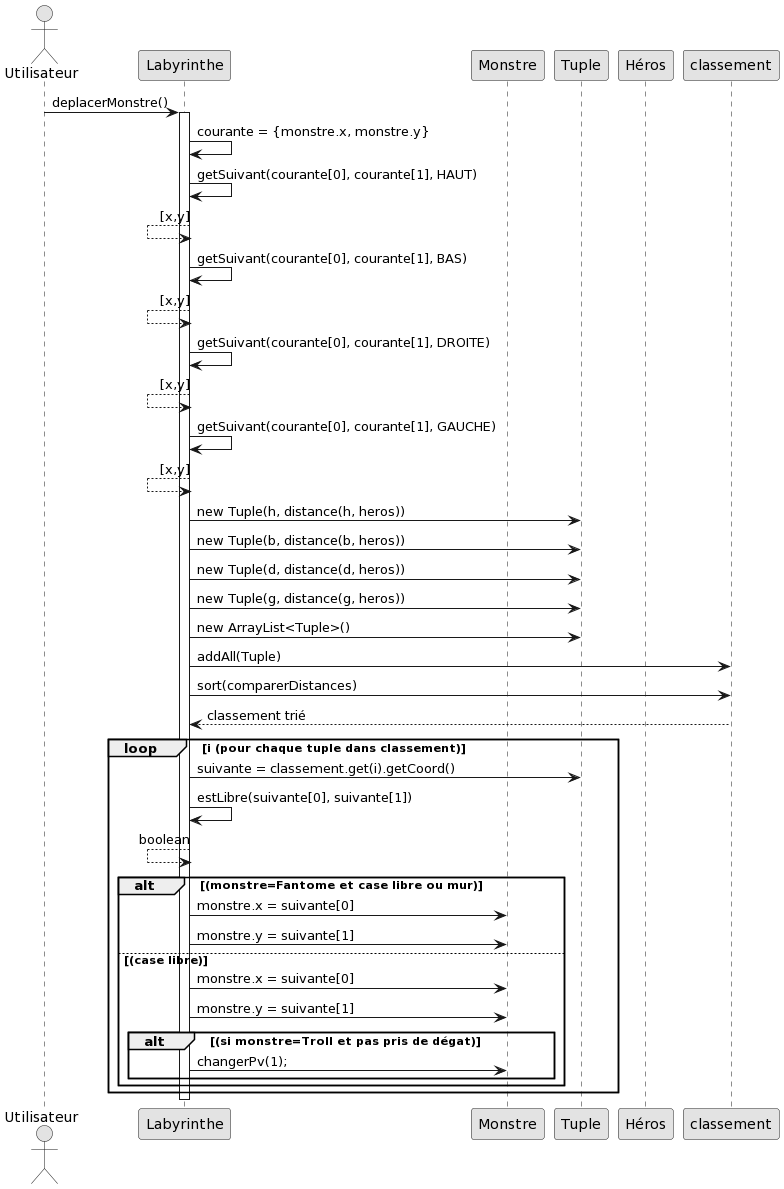 Utilisateur
Labyrinthe
Monstre
Tuple
Héros
classement
deplacerMonstre()
courante = {monstre.x, monstre.y}
getSuivant(courante[0], courante[1], HAUT)
[x,y]
getSuivant(courante[0], courante[1], BAS)
[x,y]
getSuivant(courante[0], courante[1], DROITE)
[x,y]
getSuivant(courante[0], courante[1], GAUCHE)
[x,y]
new Tuple(h, distance(h, heros))
new Tuple(b, distance(b, heros))
new Tuple(d, distance(d, heros))
new Tuple(g, distance(g, heros))
new ArrayList<Tuple>()
addAll(Tuple)
sort(comparerDistances)
classement trié
loop [i (pour chaque tuple dans classement)]
suivante = classement.get(i).getCoord()
estLibre(suivante[0], suivante[1])
boolean
alt [(monstre=Fantome et case libre ou mur)]
monstre.x = suivante[0]
monstre.y = suivante[1]
[(case libre)]
monstre.x = suivante[0]
monstre.y = suivante[1]
alt [(si monstre=Troll et pas pris de dégat)]
changerPv(1);
Utilisateur
Labyrinthe
Monstre
Tuple
Héros
classement